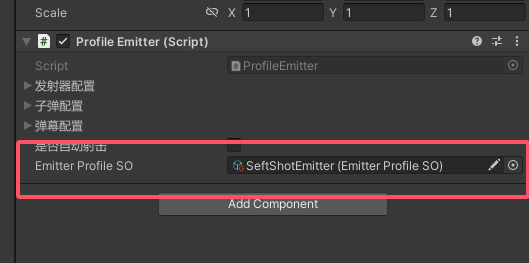 Scale X 1 Y 1 Z 1
# Profile Emitter (Script)
Script # ProfileEmitter
发射器配置
子弹配置
弹幕配置
是否自动射击
Emitter Profile SO SeftShotEmitter (Emitter Profile SO)
Add Component